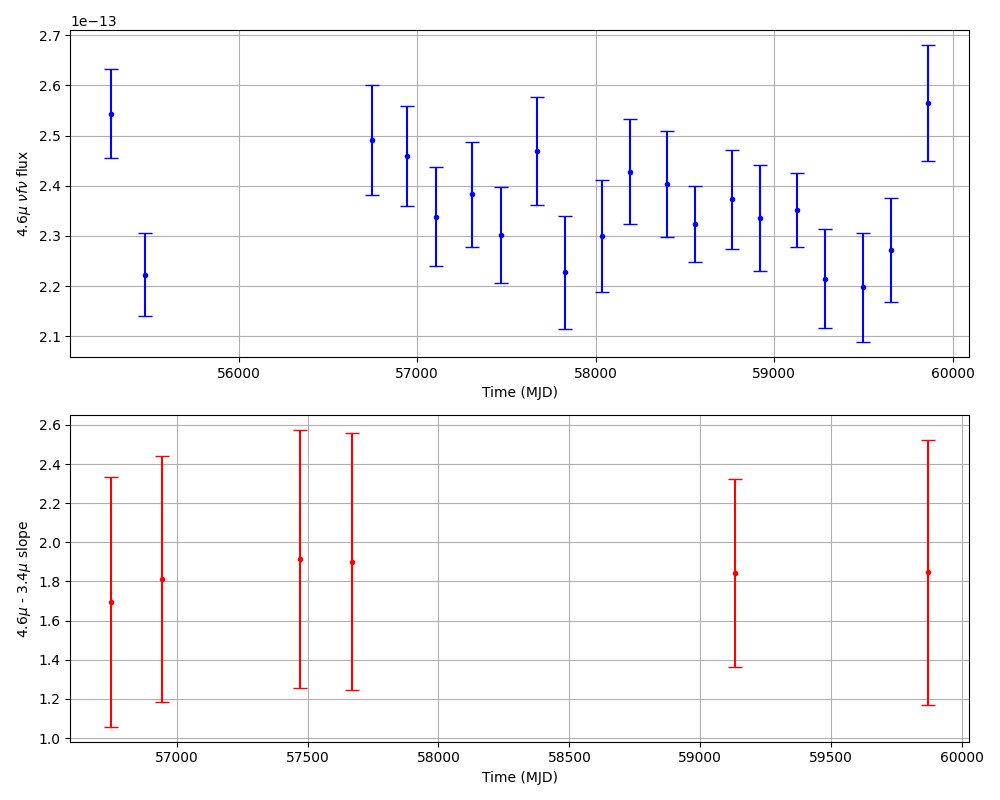 1e−13
2.7
2.6
2.5
2.4
2.3
2.2
2.1
4.6μ νfν flux
56000 57000 58000 59000 60000
Time (MJD)
2.6
2.4
2.2
2.0
1.8
1.6
1.4
1.2
1.0
4.6μ - 3.4μ slope
57000 57500 58000 58500 59000 59500 60000
Time (MJD)